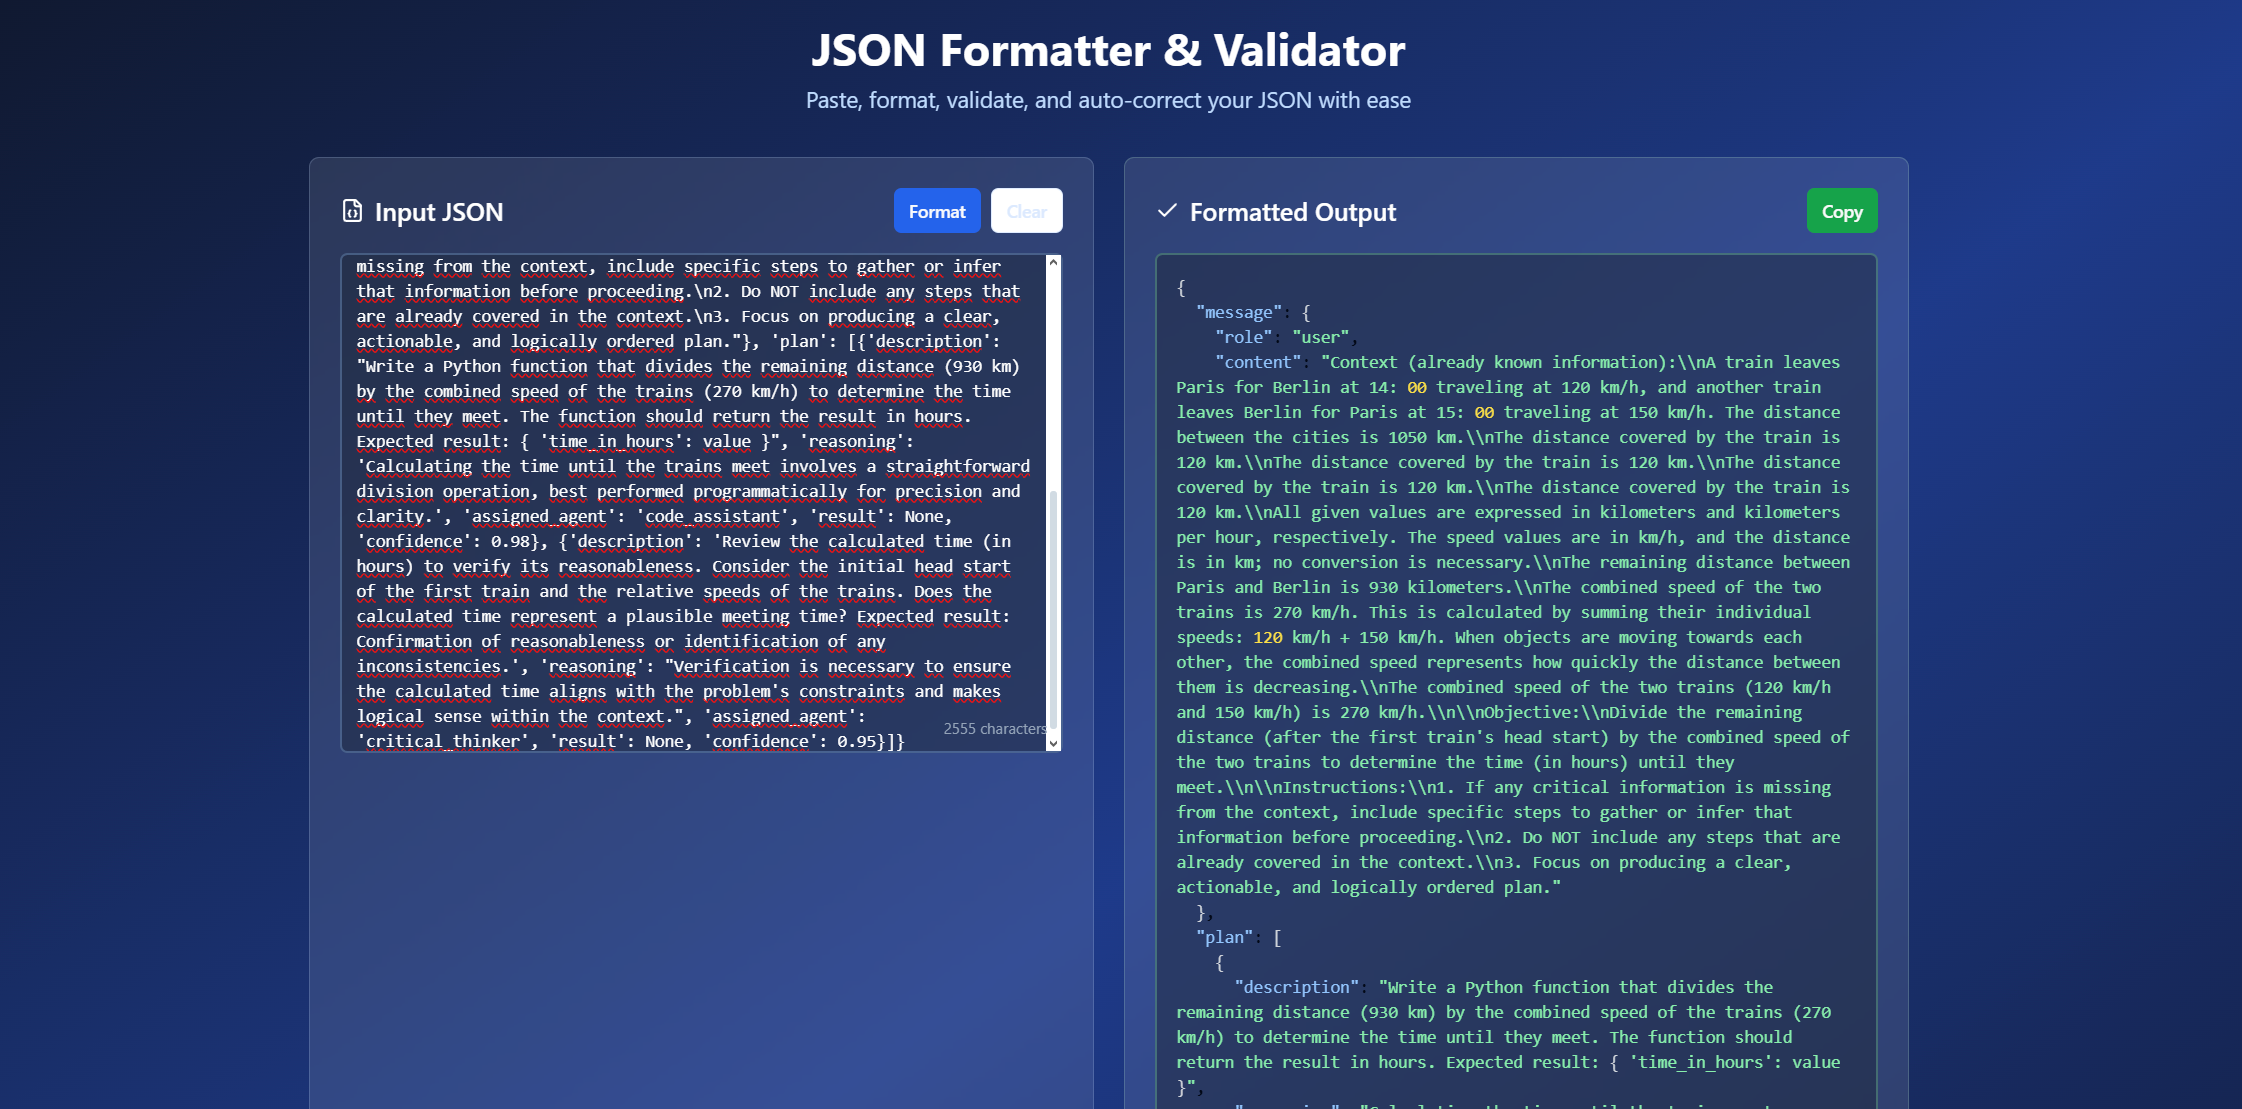 JSON Formatter & Validator
Paste, format, validate, and auto-correct your JSON with ease
Input JSON
Format
Clear
missing from the context, include specific steps to gather or infer
that information before proceeding.\n2. Do NOT include any steps that
are already covered in the context.\n3. Focus on producing a clear,
actionable, and logically ordered plan."}, 'plan': [{'description':
"Write a Python function that divides the remaining distance (930 km)
by the combined speed of the trains (270 km/h) to determine the time
until they meet. The function should return the result in hours.
Expected result: { 'time_in_hours': value }", 'reasoning':
'Calculating the time until the trains meet involves a straightforward
division operation, best performed programmatically for precision and
clarity.', 'assigned_agent': 'code_assistant', 'result': None,
'confidence': 0.98}, {'description': 'Review the calculated time (in
hours) to verify its reasonableness. Consider the initial head start
of the first train and the relative speeds of the trains. Does the
calculated time represent a plausible meeting time? Expected result:
Confirmation of reasonableness or identification of any
inconsistencies.', 'reasoning': "Verification is necessary to ensure
the calculated time aligns with the problem's constraints and makes
logical sense within the context.", 'assigned_agent':
'critical_thinker', 'result': None, 'confidence': 0.95}]}
2555 characters
Formatted Output
Copy
{
"message": {
"role": "user",
"content": "Context (already known information):\\nA train leaves
Paris for Berlin at 14: 00 traveling at 120 km/h, and another train
leaves Berlin for Paris at 15: 00 traveling at 150 km/h. The distance
between the cities is 1050 km.\\nThe distance covered by the train is
120 km.\\nThe distance covered by the train is 120 km.\\nThe distance
covered by the train is 120 km.\\nThe distance covered by the train is
120 km.\\nAll given values are expressed in kilometers and kilometers
per hour, respectively. The speed values are in km/h, and the distance
is in km; no conversion is necessary.\\nThe remaining distance between
Paris and Berlin is 930 kilometers.\\nThe combined speed of the two
trains is 270 km/h. This is calculated by summing their individual
speeds: 120 km/h + 150 km/h. When objects are moving towards each
other, the combined speed represents how quickly the distance between
them is decreasing.\\nThe combined speed of the two trains (120 km/h
and 150 km/h) is 270 km/h.\\n\\nObjective:\\nDivide the remaining
distance (after the first train's head start) by the combined speed of
the two trains to determine the time (in hours) until they
meet.\\n\\nInstructions:\\n1. If any critical information is missing
from the context, include specific steps to gather or infer that
information before proceeding.\\n2. Do NOT include any steps that are
already covered in the context.\\n3. Focus on producing a clear,
actionable, and logically ordered plan."
},
"plan": [
{
"description": "Write a Python function that divides the
remaining distance (930 km) by the combined speed of the trains (270
km/h) to determine the time until they meet. The function should
return the result in hours. Expected result: { 'time_in_hours': value
}",